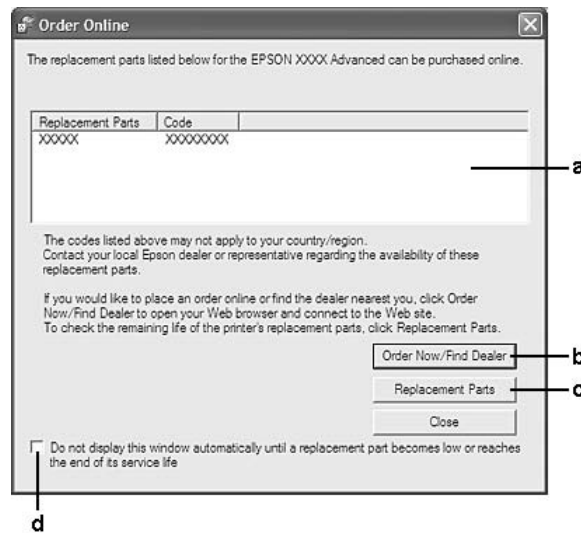 Order Online
The replacement parts listed below for the EPSON XXXX Advanced can be purchased online.
Replacement Parts Code
XXXXX XXXXXXXX
a
The codes listed above may not apply to your country/region.
Contact your local Epson dealer or representative regarding the availability of these
replacement parts.
If you would like to place an order online or find the dealer nearest you, click Order
Now/Find Dealer to open your Web browser and connect to the Web site.
To check the remaining life of the printer's replacement parts, click Replacement Parts.
Order Now/Find Dealer b
Replacement Parts c
Close
Do not display this window automatically until a replacement part becomes low or reaches
the end of its service life
d